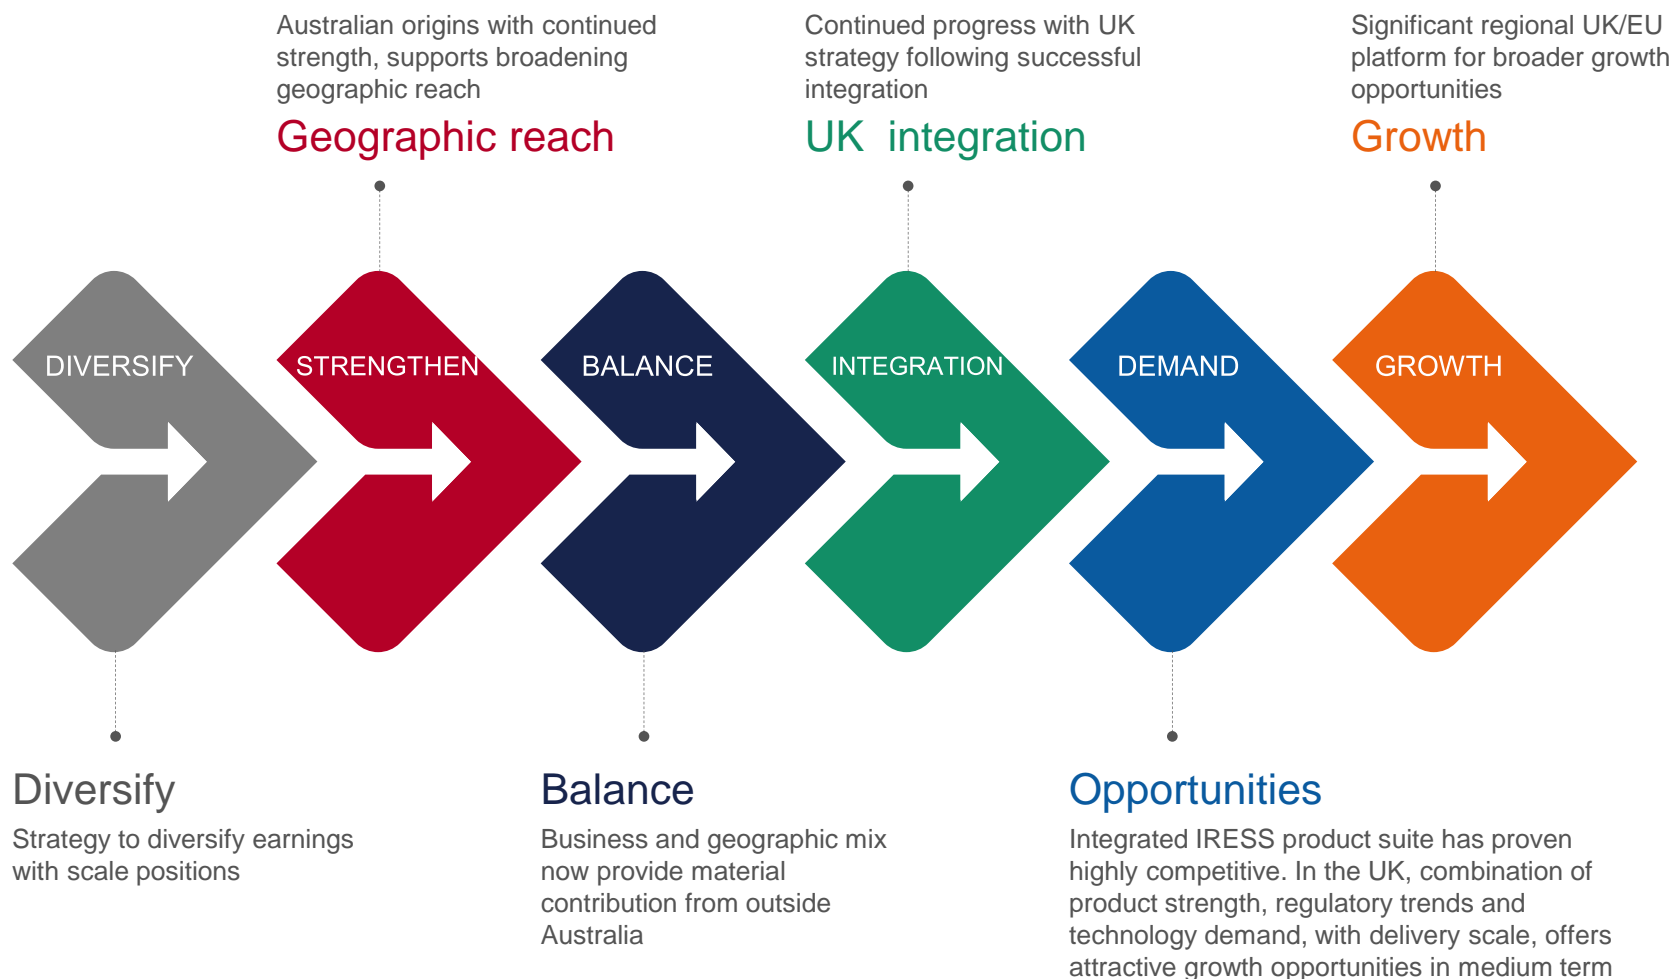 Australian origins with continued
strength, supports broadening
geographic reach
Geographic reach
Continued progress with UK
strategy following successful
integration
UK integration
Significant regional UK/EU
platform for broader growth
opportunities
Growth
DIVERSIFY
STRENGTHEN
BALANCE
INTEGRATION
DEMAND
GROWTH
Diversify
Strategy to diversify earnings
with scale positions
Balance
Business and geographic mix
now provide material
contribution from outside
Australia
Opportunities
Integrated IRESS product suite has proven
highly competitive. In the UK, combination of
product strength, regulatory trends and
technology demand, with delivery scale, offers
attractive growth opportunities in medium term